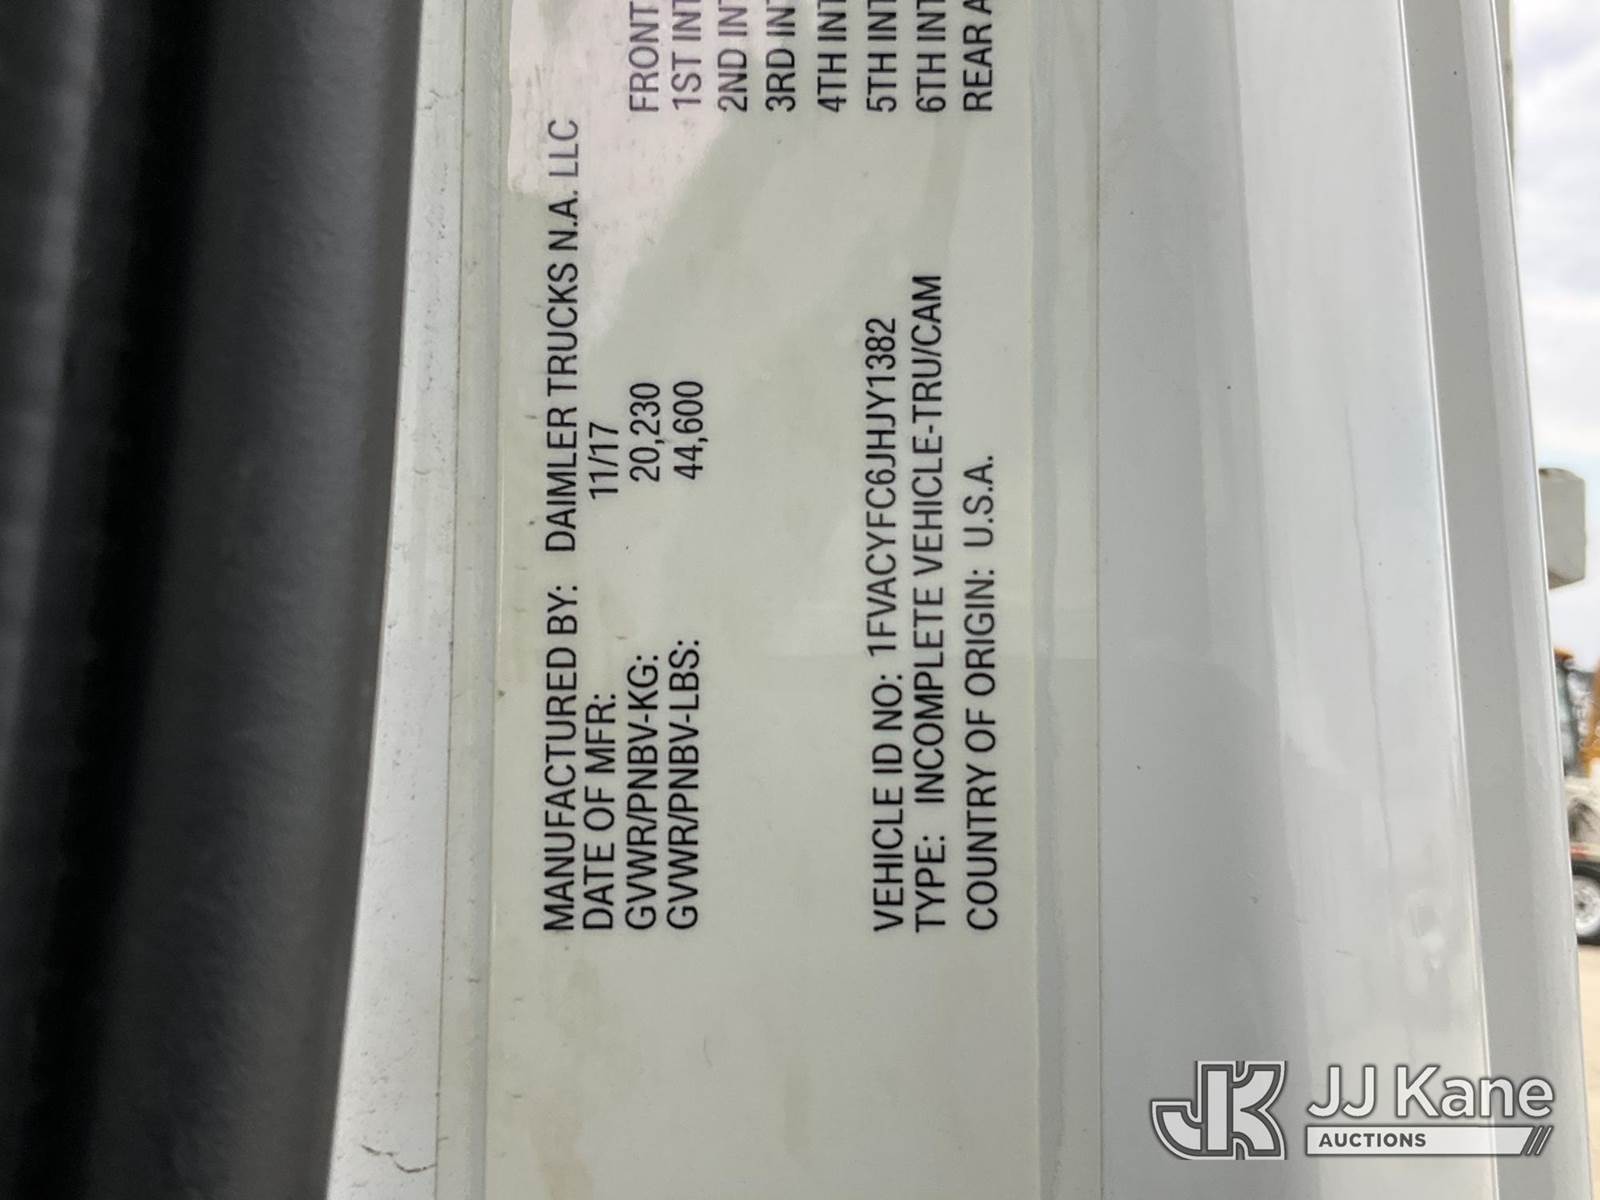 MANUFACTURED BY: DAIMLER TRUCKS N.A. LLC
DATE OF MFR: 11/17
GVWR/PNBV-KG: 20,230
GVWR/PNBV-LBS: 44,600
VEHICLE ID NO: 1FVACYFC6JHJY1382
TYPE: INCOMPLETE VEHICLE-TRU/CAM
COUNTRY OF ORIGIN: U.S.A.
FRONT
1ST INT
2ND INT
3RD INT
4TH INT
5TH INT
6TH INT
REAR A
JK JJ Kane
AUCTIONS